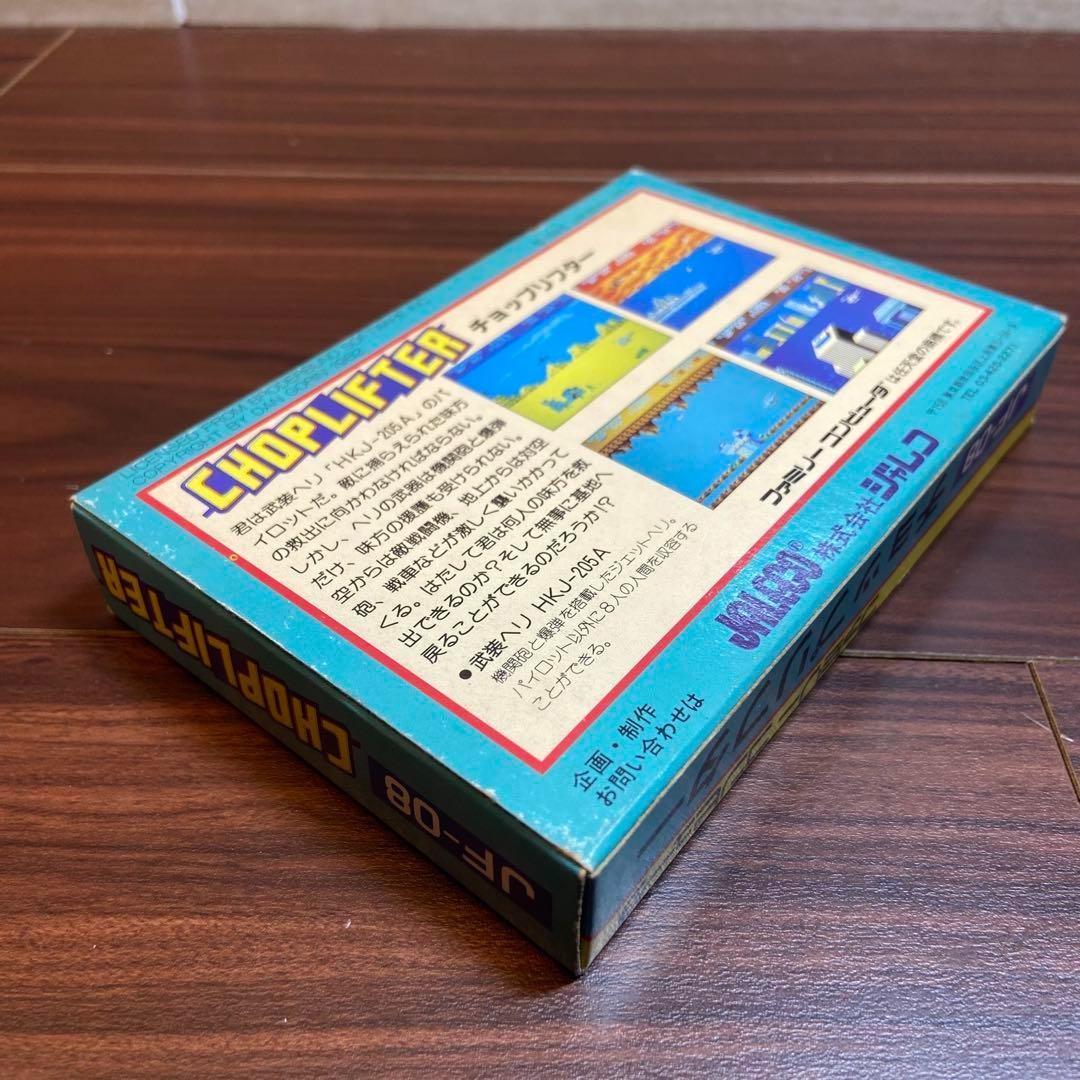 CHOPLIFTER
チョップリフター
君は武装ヘリ「HKJ-205A」のパ
イロットだ。敵に捕らえられた味方
の救出に向かわなければならない。
しかし、ヘリの武器は機関砲と爆弾
だけ、味方の援護も受けられない。
空からは敵戦闘機、地上からは対空
砲、戦車などが激しく襲いかかって
くる。はたして君は何人の味方を救
出できるのか?そして無事に基地へ
戻ることができるのだろうか!?
● 武装ヘリ HKJ-205A
機関砲と爆弾を搭載したジェットヘリ。
パイロット以外に8人の人間を収容する
ことができる。
ファミリーコンピュータは任天堂の商標です。
企画・制作
お問い合わせは
JALECO® 株式会社 ジャレコ
CHOPLIFTER
CHOPLIFTER
JF-08